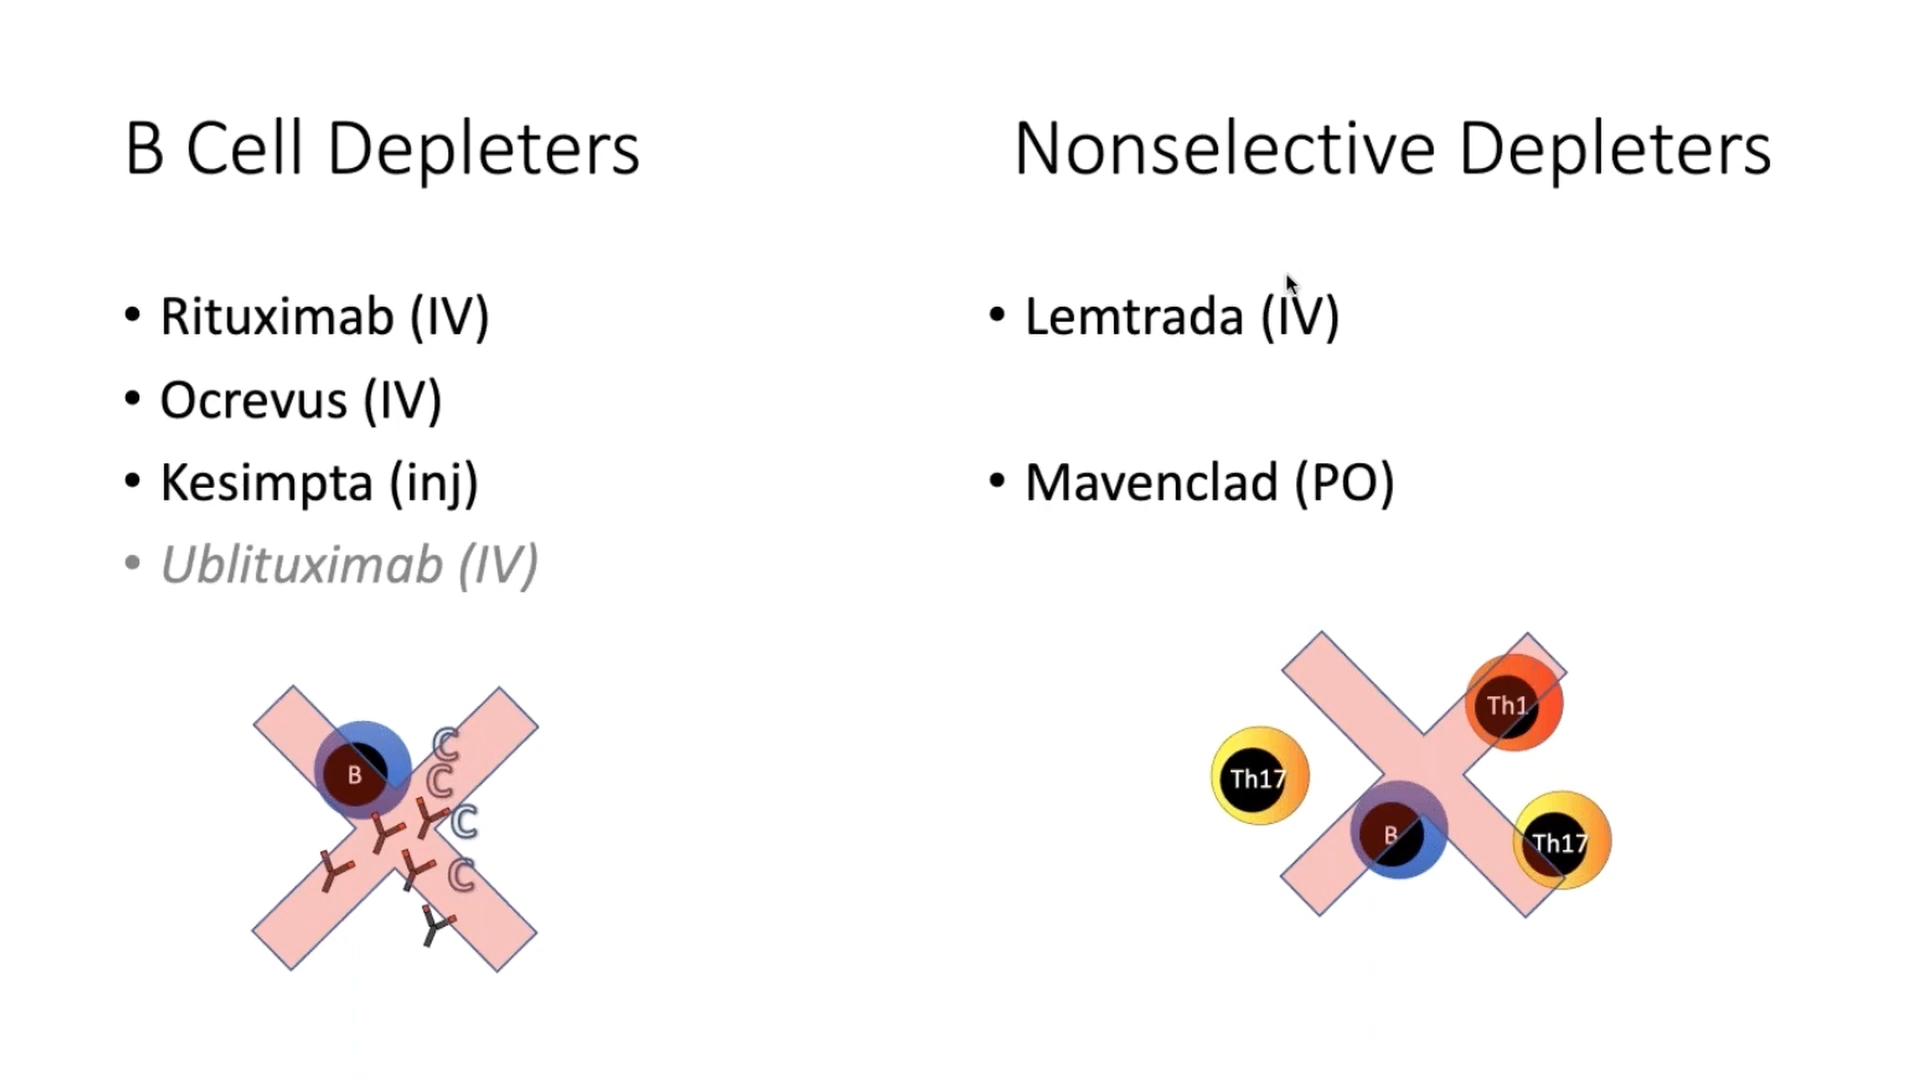 B Cell Depleters
• Rituximab (IV)
• Ocrevus (IV)
• Kesimpta (inj)
• Ublituximab (IV)
B
C
C
C
C
Nonselective Depleters
• Lemtrada (IV)
• Mavenclad (PO)
Th1
Th17
B
Th17